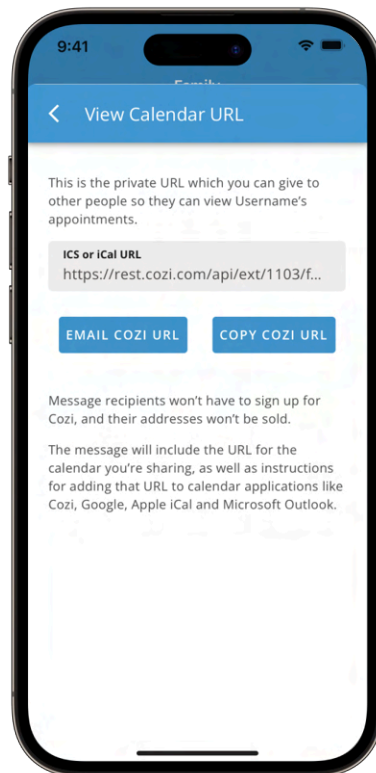 9:41
Family
View Calendar URL
This is the private URL which you can give to
other people so they can view Username's
appointments.
ICS or iCal URL
https://rest.cozi.com/api/ext/1103/f...
EMAIL COZI URL COPY COZI URL
Message recipients won't have to sign up for
Cozi, and their addresses won't be sold.
The message will include the URL for the
calendar you're sharing, as well as instructions
for adding that URL to calendar applications like
Cozi, Google, Apple iCal and Microsoft Outlook.